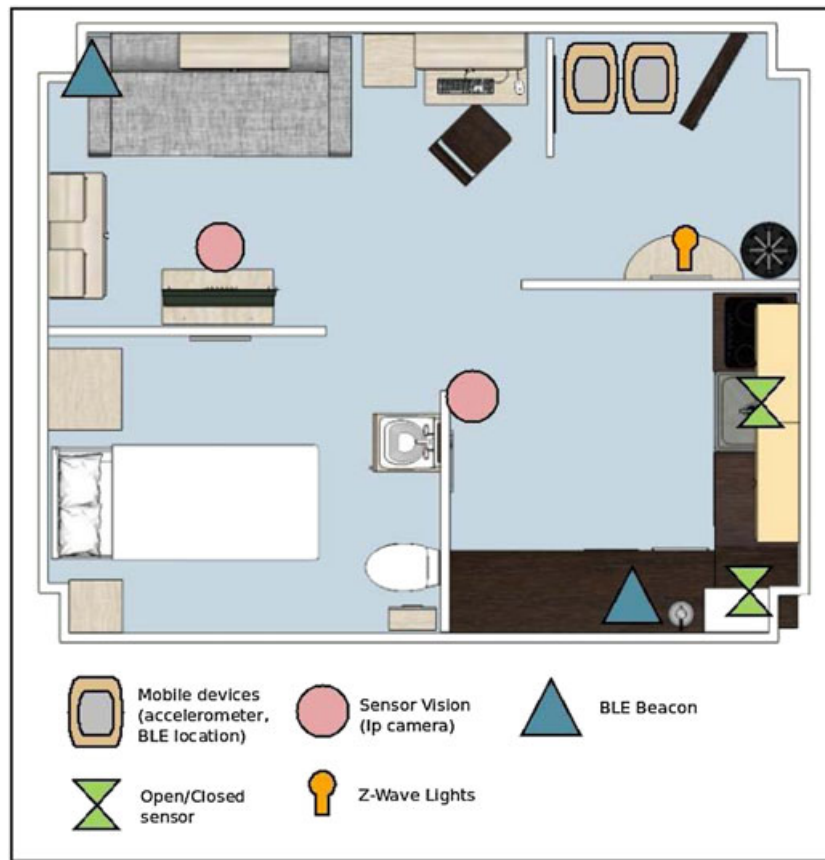 Mobile devices
(accelerometer,
BLE location)
Sensor Vision
(Ip camera)
BLE Beacon
Open/Closed
sensor
Z-Wave Lights